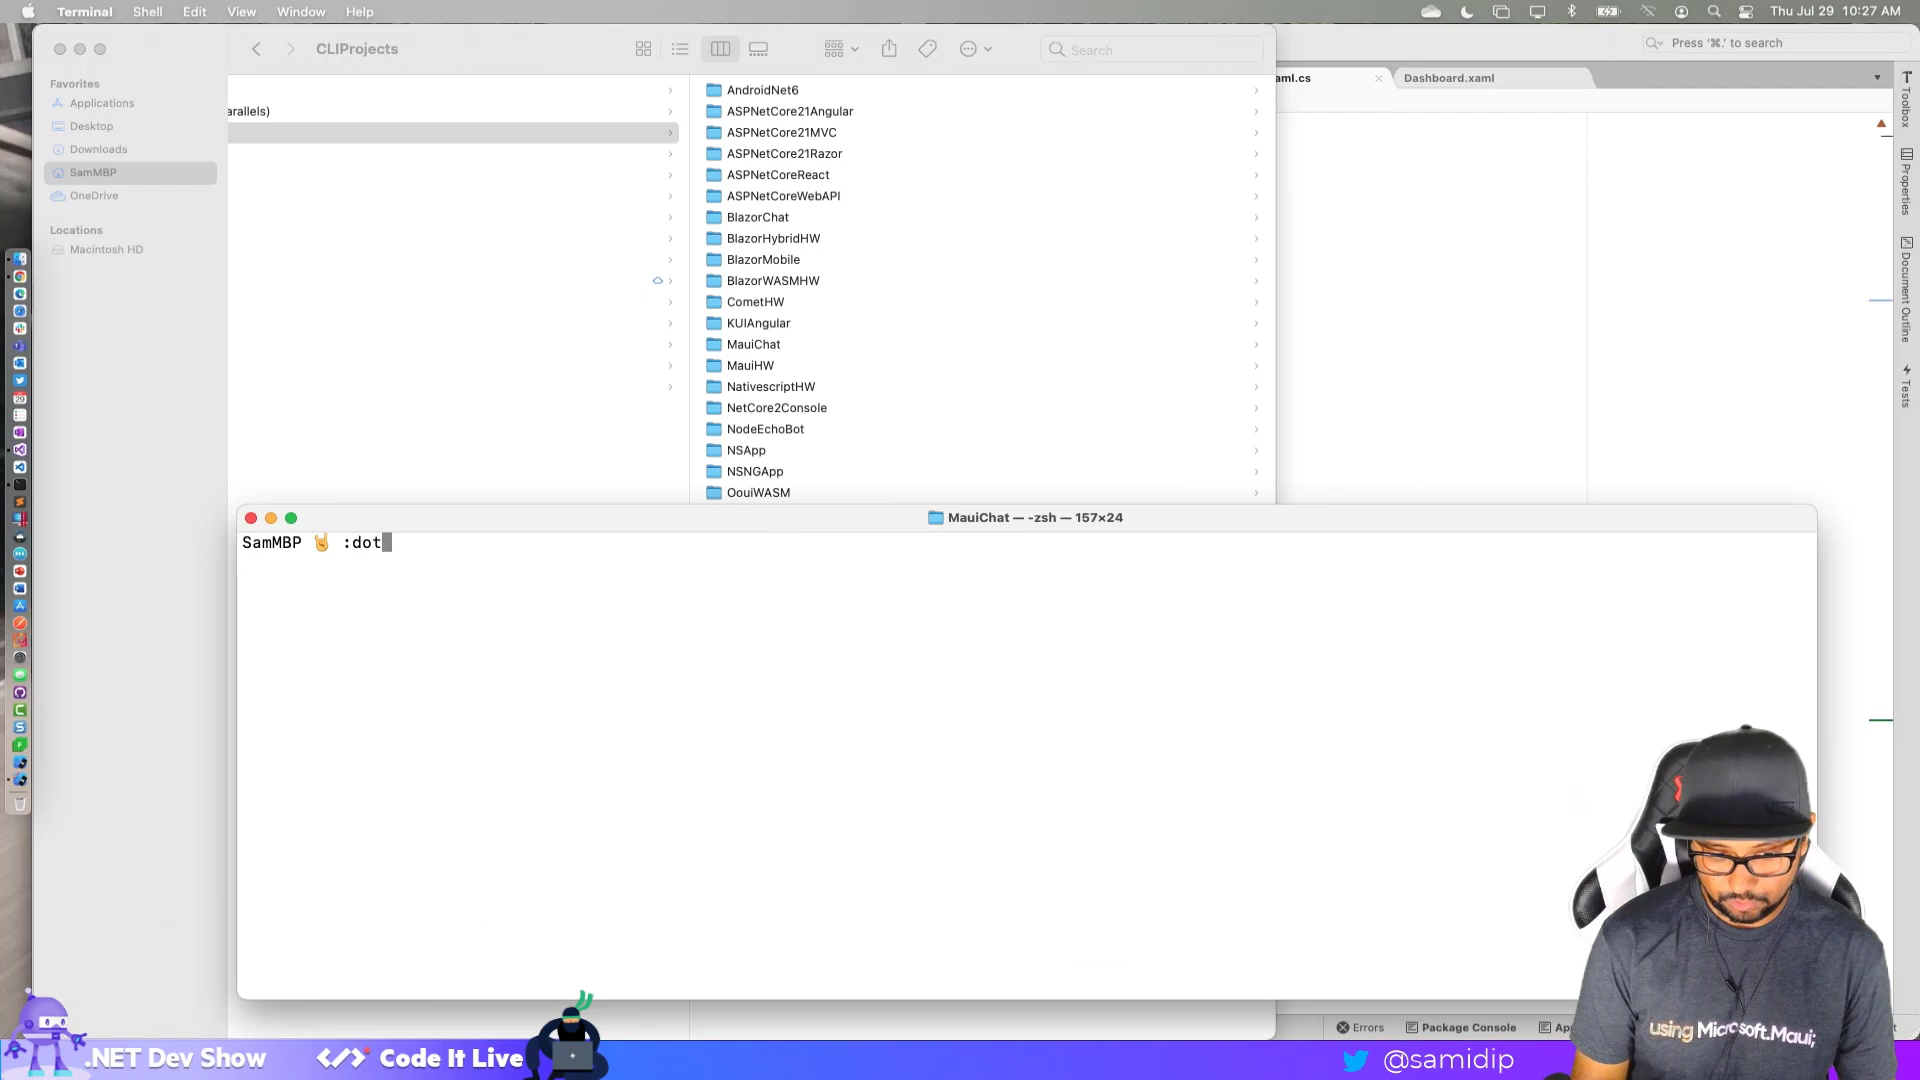 Terminal Shell Edit View Window Help
Thu Jul 29 10:27 AM
CLIProjects
Search
Press '⌘.' to search
aml.cs
Dashboard.xaml
Favorites
Applications
Desktop
Downloads
SamMBP
OneDrive
Locations
Macintosh HD
arallels)
AndroidNet6
ASPNetCore21Angular
ASPNetCore21MVC
ASPNetCore21Razor
ASPNetCoreReact
ASPNetCoreWebAPI
BlazorChat
BlazorHybridHW
BlazorMobile
BlazorWASMHW
CometHW
KUIAngular
MauiChat
MauiHW
NativescriptHW
NetCore2Console
NodeEchoBot
NSApp
NSNGApp
OouiWASM
Toolbox
Properties
Document Outline
Tests
MauiChat — -zsh — 157×24
SamMBP 🤘 :dot
Errors
Package Console
Ap
using Microsoft.Maui;
.NET Dev Show
Code It Live
@samidip